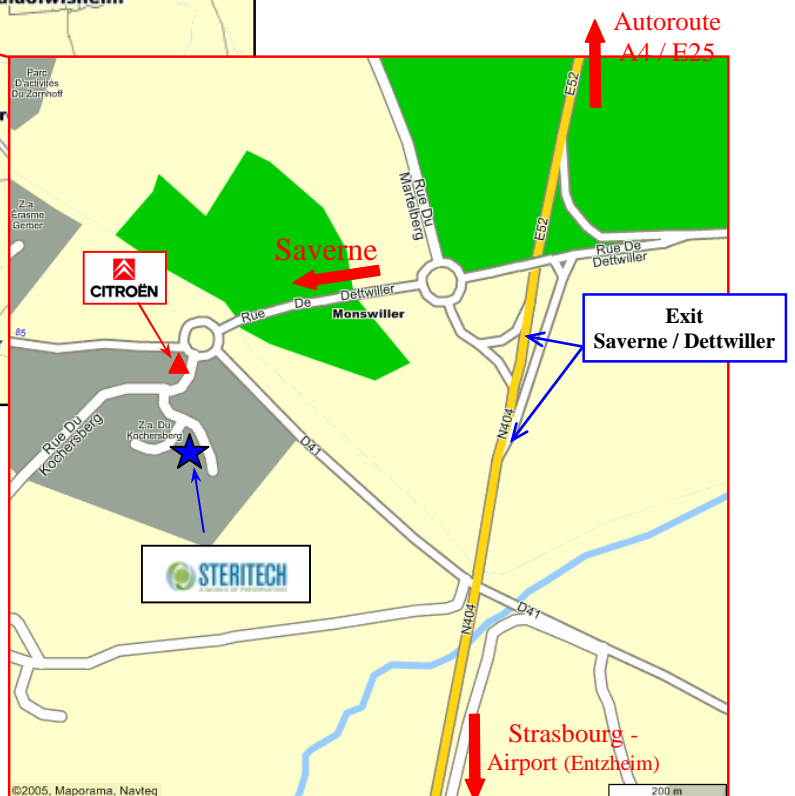 Autoroute
A4 / E25
Parc
D'activités
Du Zornhoff
E52
Rue Du
Martelberg
Z.a.
Érasme
Gerber
E52
Rue De
Dettwiller
Saverne
CITROËN
Rue De Dettwiller
Monswiller
Exit
Saverne / Dettwiller
85
N404
Z.a. Du
Kochersberg
Rue Du
Kochersberg
D41
STERITECH
D41
N404
Strasbourg -
Airport (Entzheim)
©2005, Maporama, Navteq
200 m